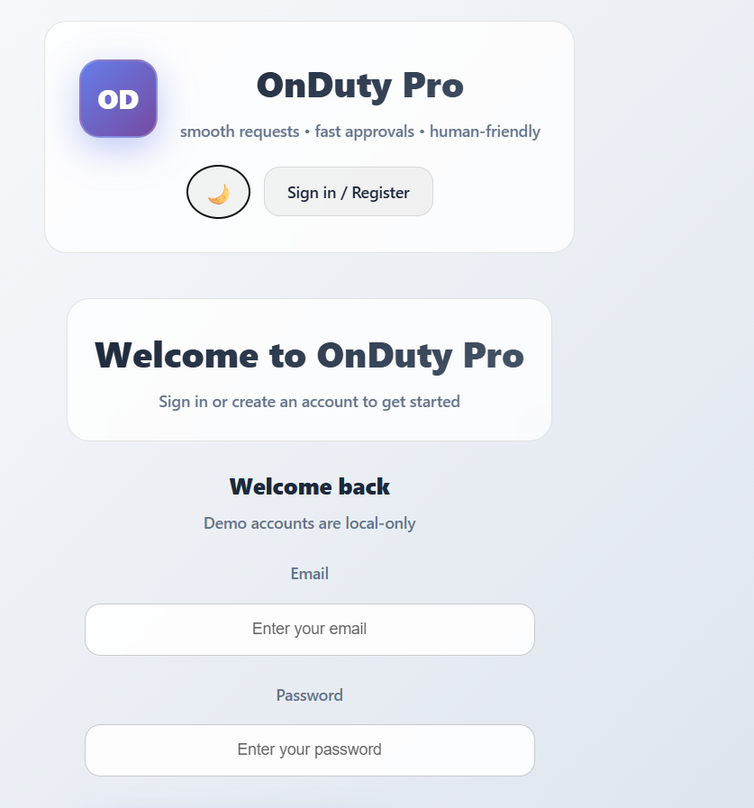 OD
OnDuty Pro
smooth requests • fast approvals • human-friendly
Sign in / Register
Welcome to OnDuty Pro
Sign in or create an account to get started
Welcome back
Demo accounts are local-only
Email
Enter your email
Password
Enter your password